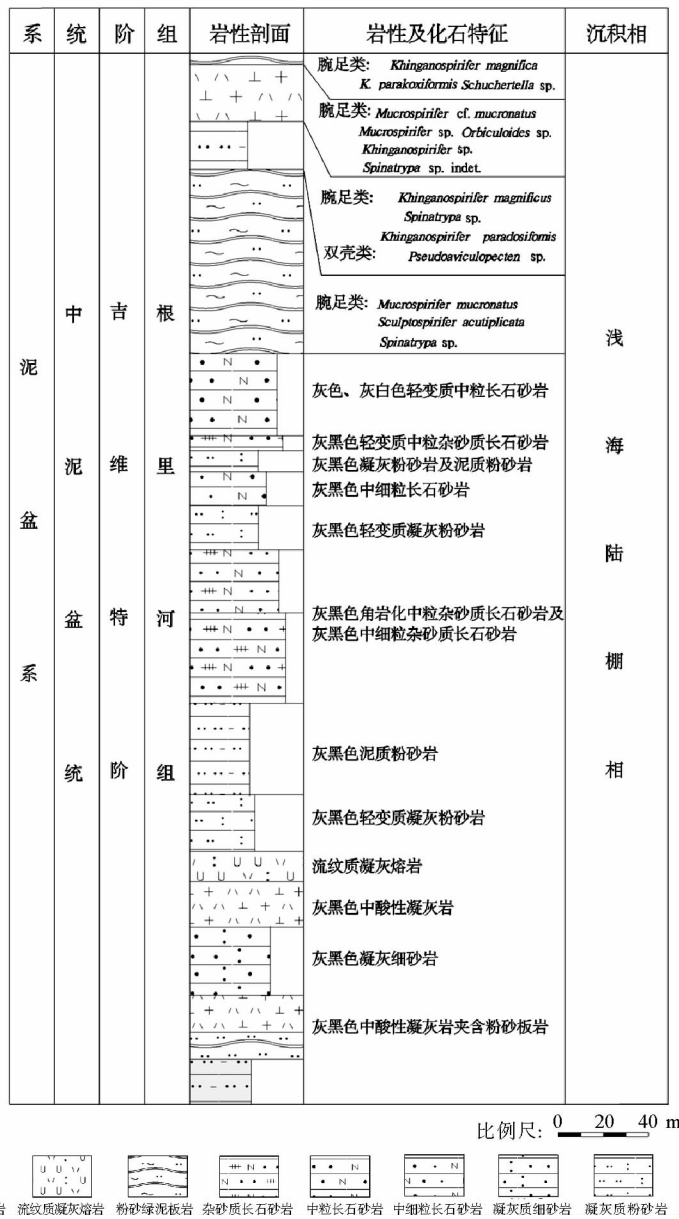 系 统 阶 组 岩性剖面 岩性及化石特征 沉积相
泥盆系
中泥盆统
吉维特阶
根里河组
腕足类: Khinganospirifer magnifica
K. parakoxiformis Schuchertella sp.
腕足类: Mucrospirifer cf. mucronatus
Mucrospirifer sp. Orbiculoides sp.
Khinganospirifer sp.
Spinatrypa sp. indet.
腕足类: Khinganospirifer magnificus
Spinatrypa sp.
Khinganospirifer paradosifomis
双壳类: Pseudoaviculopecten sp.
腕足类: Mucrospirifer mucronatus
Sculptospirifer acutiplicata
Spinatrypa sp.
灰色、灰白色轻变质中粒长石砂岩
灰黑色轻变质中粒杂砂质长石砂岩
灰黑色凝灰粉砂岩及泥质粉砂岩
灰黑色中细粒长石砂岩
灰黑色轻变质凝灰粉砂岩
灰黑色角岩化中粒杂砂质长石砂岩及
灰黑色中细粒杂砂质长石砂岩
灰黑色泥质粉砂岩
灰黑色轻变质凝灰粉砂岩
流纹质凝灰熔岩
灰黑色中酸性凝灰岩
灰黑色凝灰细砂岩
灰黑色中酸性凝灰岩夹含粉砂板岩
浅海陆棚相
比例尺: 0 20 40 m
岩 流纹质凝灰熔岩 粉砂绿泥板岩 杂砂质长石砂岩 中粒长石砂岩 中细粒长石砂岩 凝灰质细砂岩 凝灰质粉砂岩